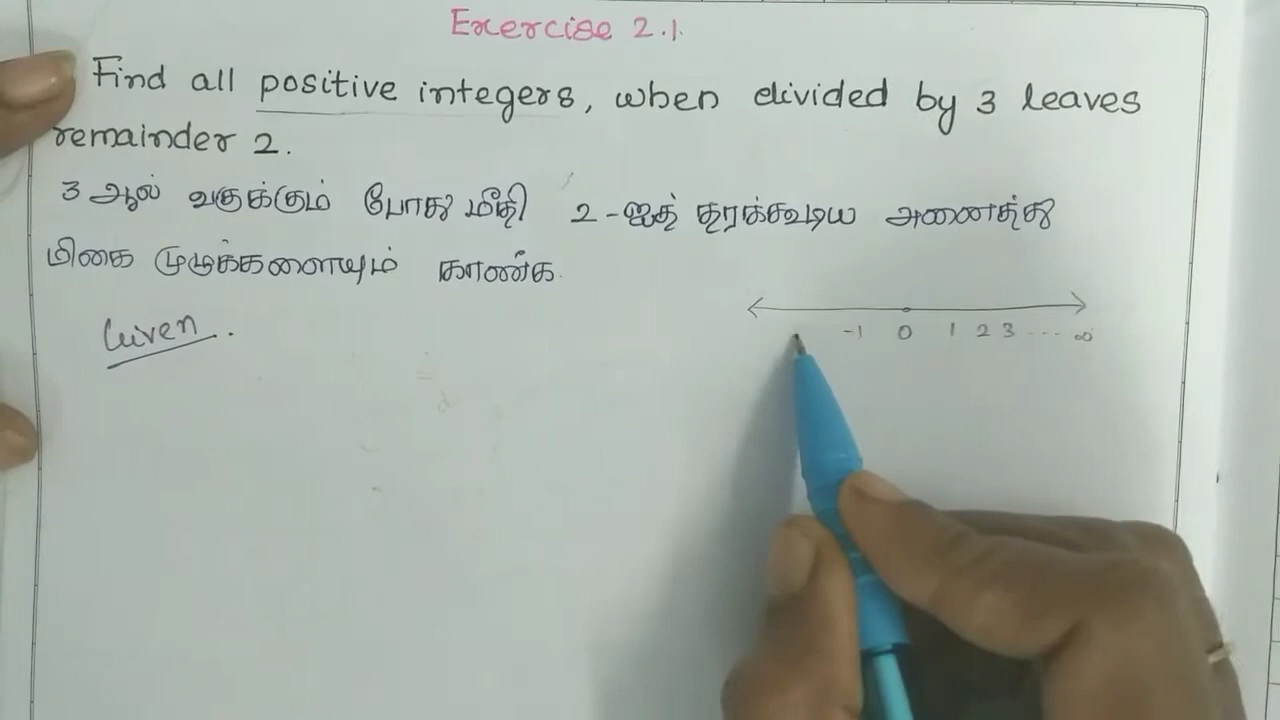 Exercise 2.1
Find all positive integers, when divided by 3 leaves
remainder 2.
3 ஆல் வகுக்கும் போது மீதி 2-ஐத் தரக்கூடிய அனைத்து
மிகை முழுக்களையும் காண்க.
Given.
-1 0 1 2 3 .... ∞